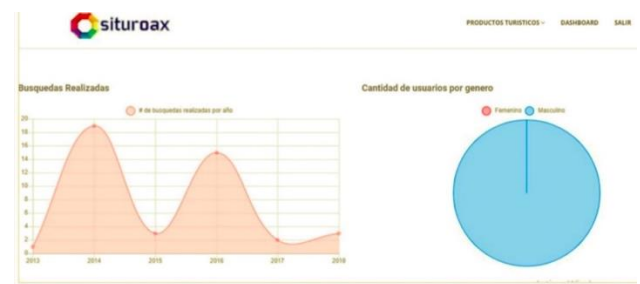 situroax
PRODUCTOS TURISTICOS
DASHBOARD
SALIR
Busquedas Realizadas
# de busquedas realizadas por año
20
18
16
14
12
10
8
6
4
2
0
2013 2014 2015 2016 2017 2018
Cantidad de usuarios por genero
Femenino Masculino